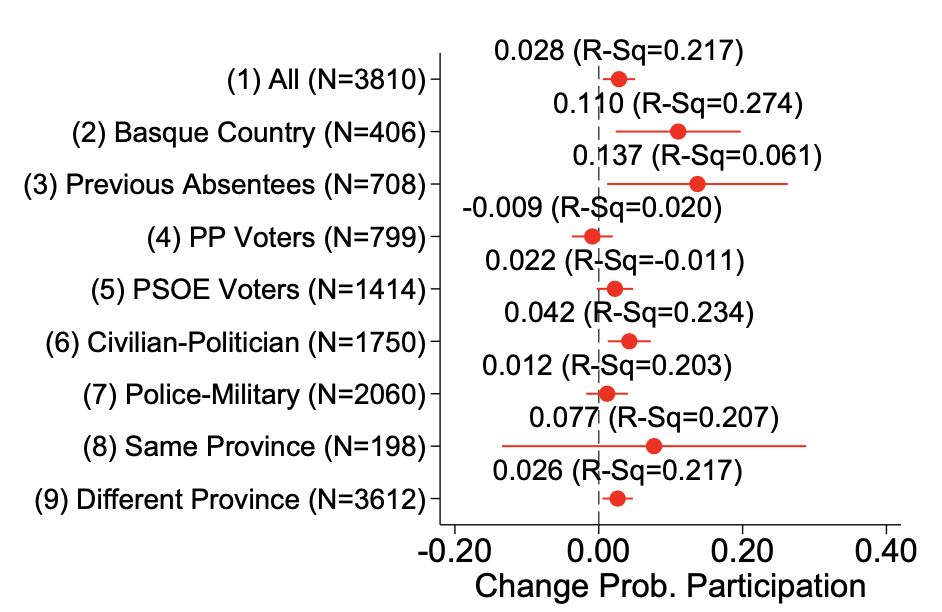 0.028 (R-Sq=0.217)
(1) All (N=3810)
0.110 (R-Sq=0.274)
(2) Basque Country (N=406)
0.137 (R-Sq=0.061)
(3) Previous Absentees (N=708)
-0.009 (R-Sq=0.020)
(4) PP Voters (N=799)
0.022 (R-Sq=-0.011)
(5) PSOE Voters (N=1414)
0.042 (R-Sq=0.234)
(6) Civilian-Politician (N=1750)
0.012 (R-Sq=0.203)
(7) Police-Military (N=2060)
0.077 (R-Sq=0.207)
(8) Same Province (N=198)
0.026 (R-Sq=0.217)
(9) Different Province (N=3612)
-0.20 0.00 0.20 0.40
Change Prob. Participation